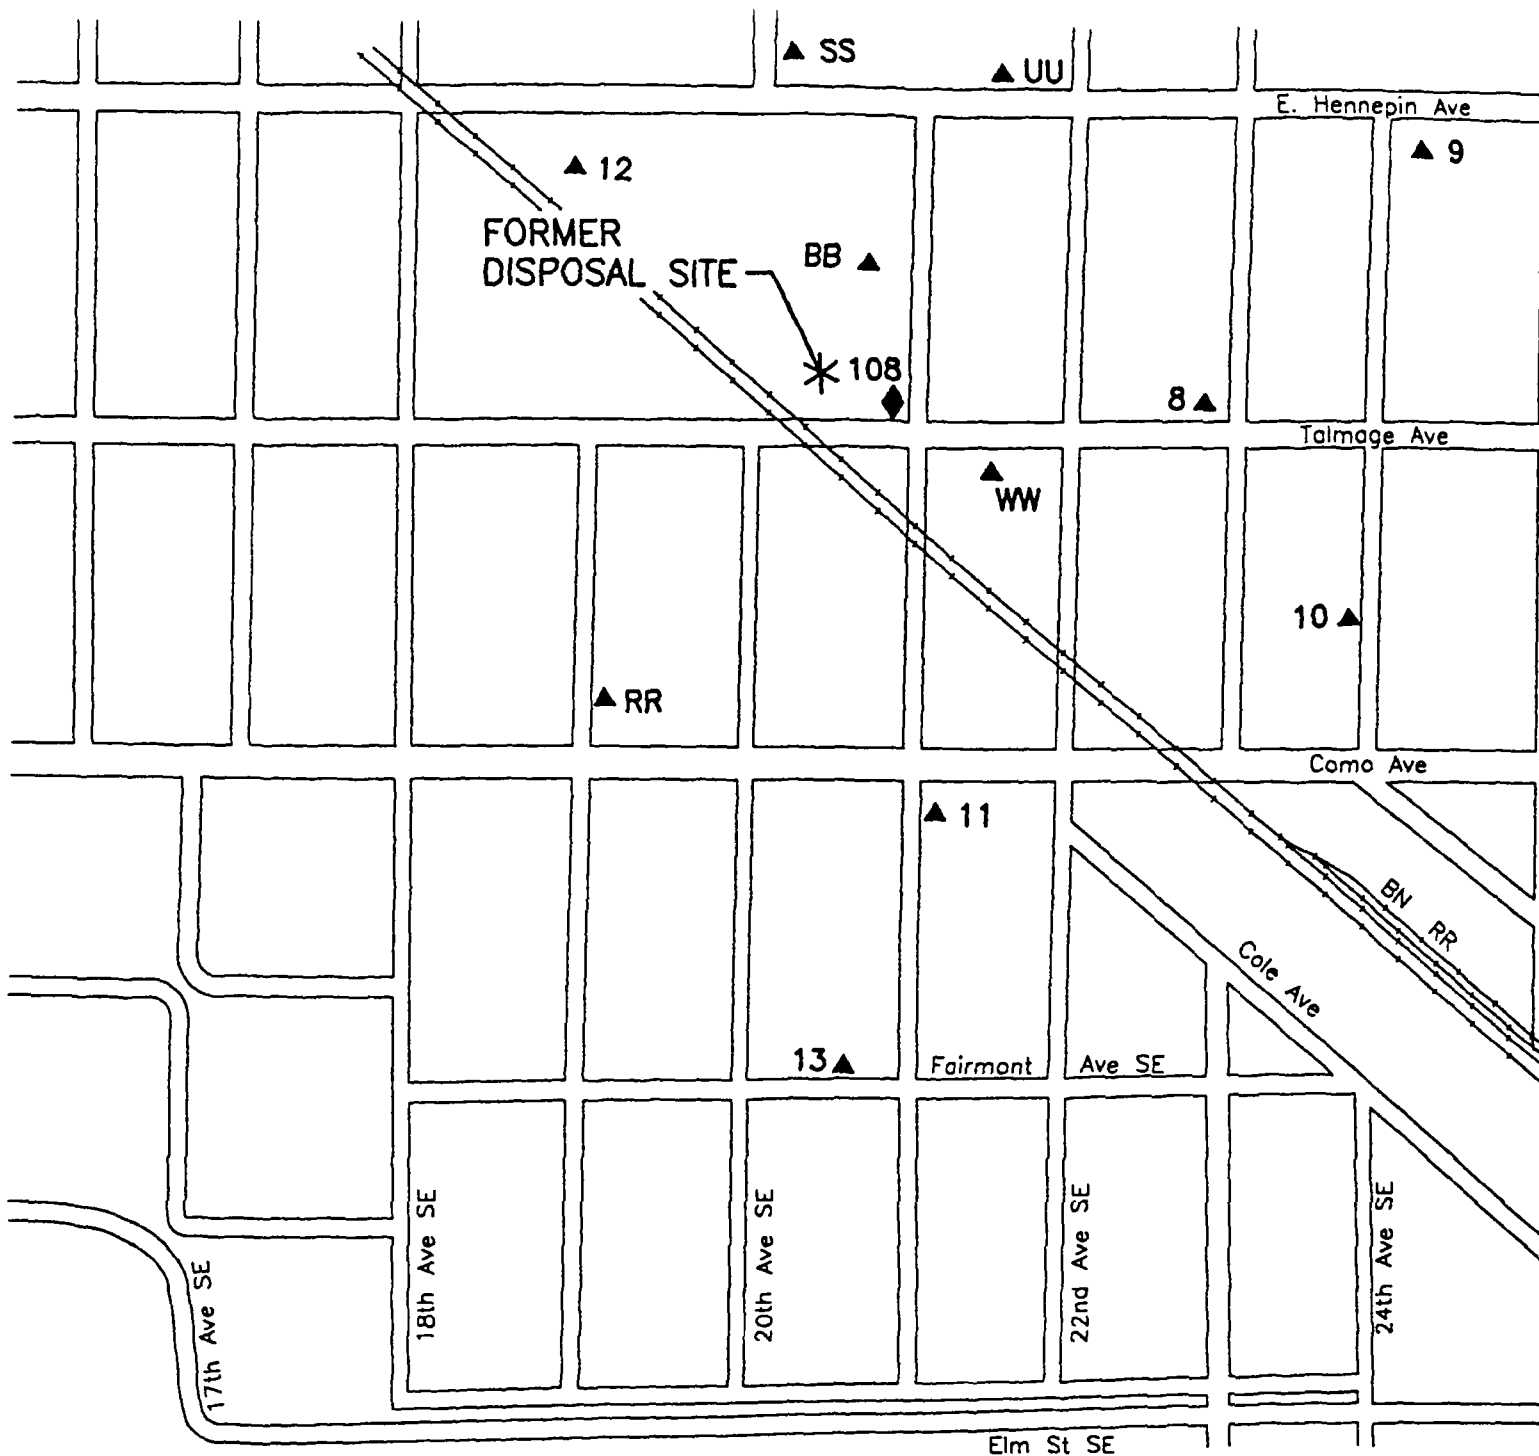 SS
UU
E. Hennepin Ave
9
12
FORMER
DISPOSAL SITE
BB
108
8
Talmage Ave
WW
10
RR
Como Ave
11
BN RR
Cole Ave
13
Fairmont Ave SE
17th Ave SE
18th Ave SE
20th Ave SE
22nd Ave SE
24th Ave SE
Elm St SE